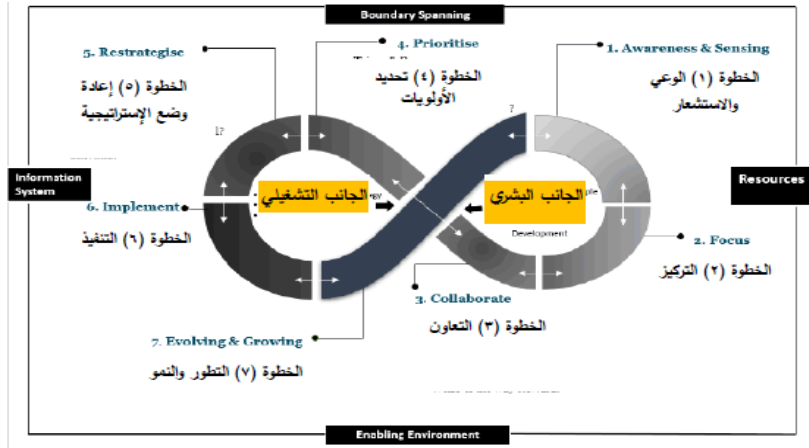 Boundary Spanning
5. Restrategise
الخطوة (٥) إعادة
وضع الإستراتيجية
4. Prioritise
الخطوة (٤) تحديد
الأولويات
1. Awareness & Sensing
الخطوة (١) الوعي
والاستشعار
?
Information
System
Resources
الجانب التشغيلي
الجانب البشري
Development
6. Implement
الخطوة (٦) التنفيذ
2. Focus
الخطوة (٢) التركيز
3. Collaborate
الخطوة (٣) التعاون
7. Evolving & Growing
الخطوة (٧) التطور والنمو
Enabling Environment